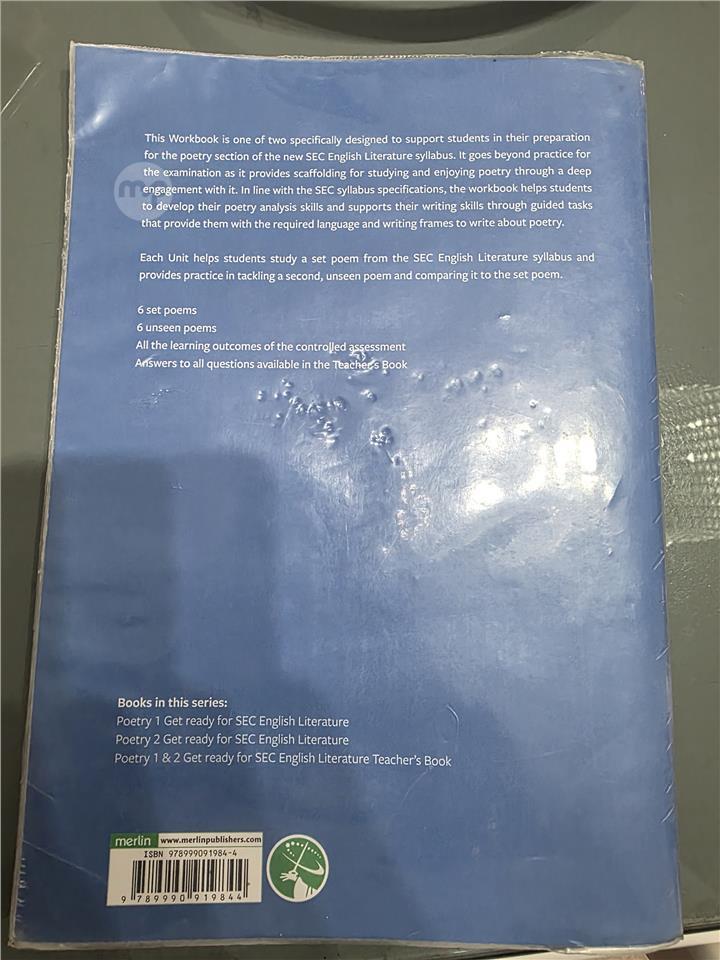 This Workbook is one of two specifically designed to support students in their preparation
for the poetry section of the new SEC English Literature syllabus. It goes beyond practice for
the examination as it provides scaffolding for studying and enjoying poetry through a deep
engagement with it. In line with the SEC syllabus specifications, the workbook helps students
to develop their poetry analysis skills and supports their writing skills through guided tasks
that provide them with the required language and writing frames to write about poetry.
Each Unit helps students study a set poem from the SEC English Literature syllabus and
provides practice in tackling a second, unseen poem and comparing it to the set poem.
6 set poems
6 unseen poems
All the learning outcomes of the controlled assessment
Answers to all questions available in the Teacher's Book
Books in this series:
Poetry 1 Get ready for SEC English Literature
Poetry 2 Get ready for SEC English Literature
Poetry 1 & 2 Get ready for SEC English Literature Teacher's Book
merlin www.merlinpublishers.com
ISBN 978999091984-4
9 789990 919844